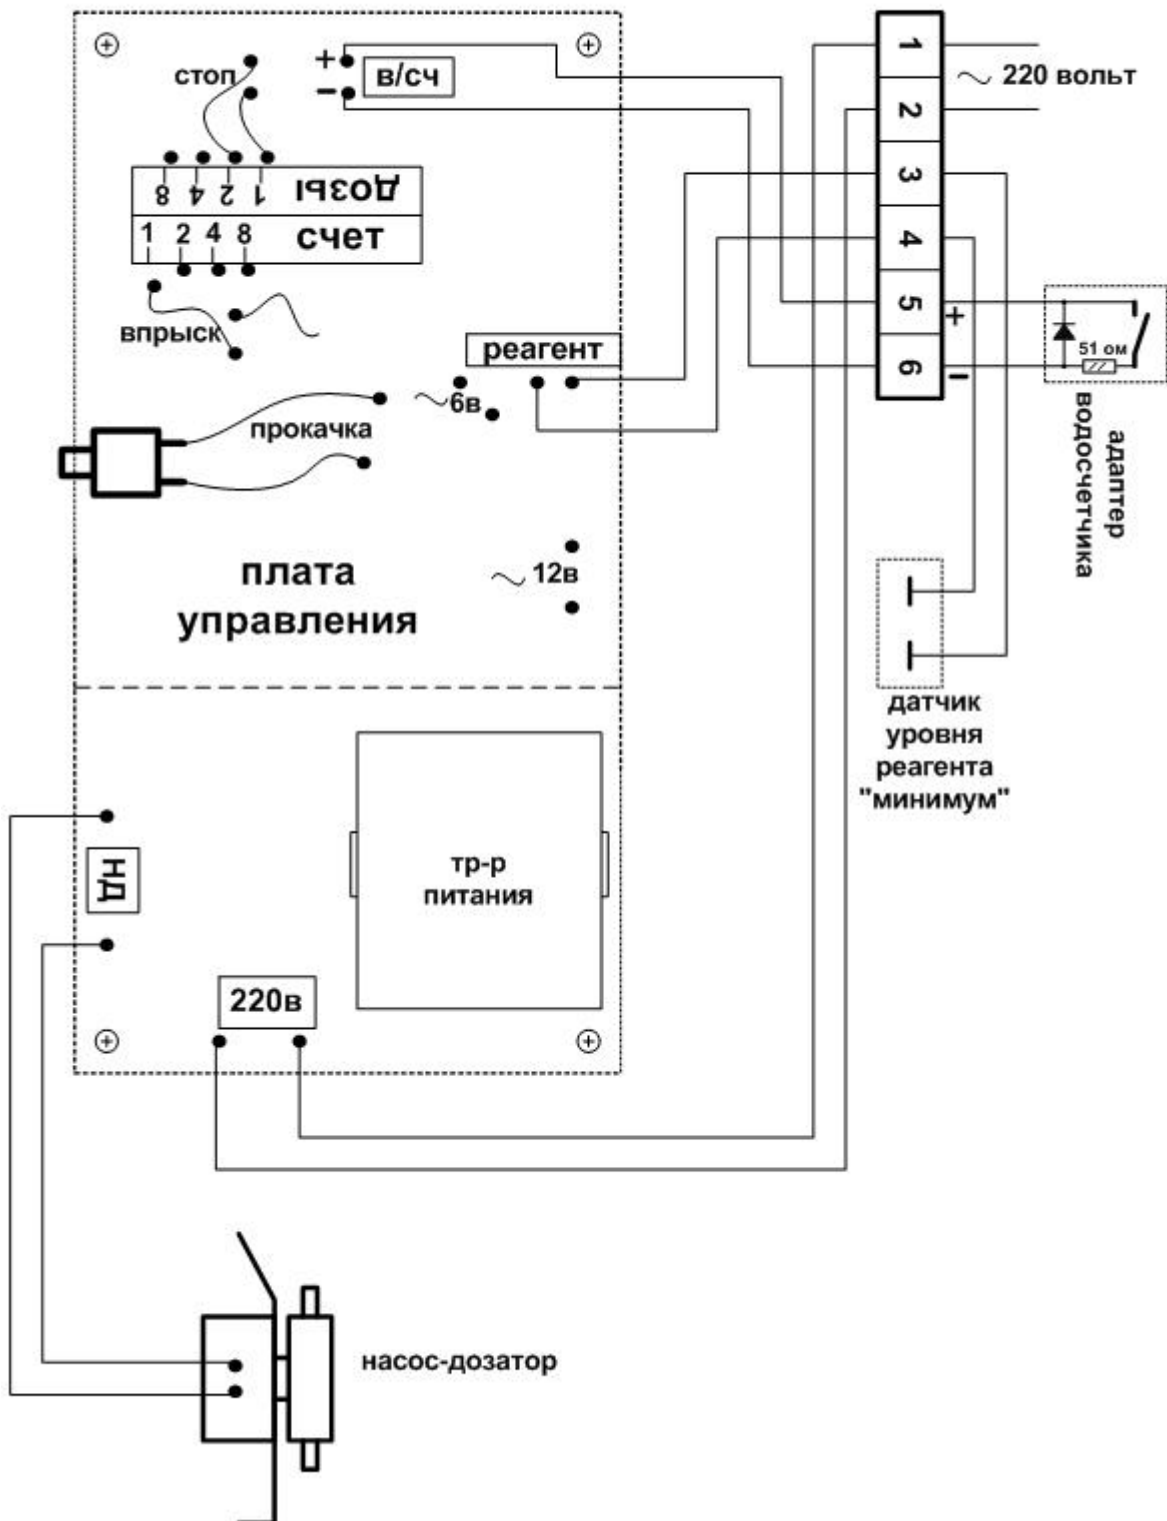 стоп
+
−
в/сч
8 4 2 1 дозы
1 2 4 8 счет
впрыск
реагент
~ 6в
прокачка
~ 12в
плата
управления
НД
тр-р
питания
220в
насос-дозатор
1
2
3
4
5
6
~ 220 вольт
+
−
51 ом
адаптер
водосчетчика
датчик
уровня
реагента
"минимум"